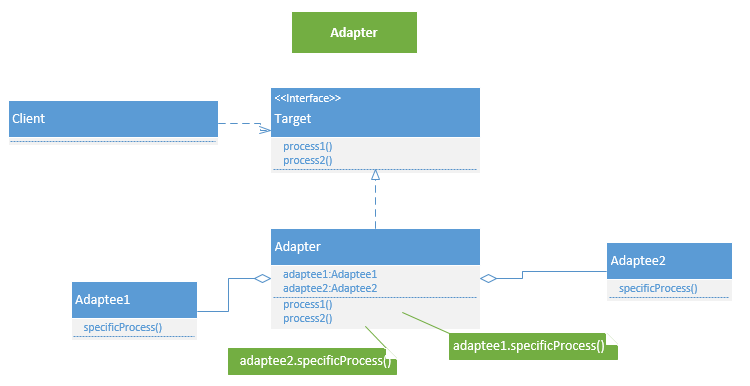 Adapter
<<Interface>>
Target
process1()
process2()
Client
Adapter
adaptee1:Adaptee1
adaptee2:Adaptee2
process1()
process2()
Adaptee1
specificProcess()
Adaptee2
specificProcess()
adaptee1.specificProcess()
adaptee2.specificProcess()